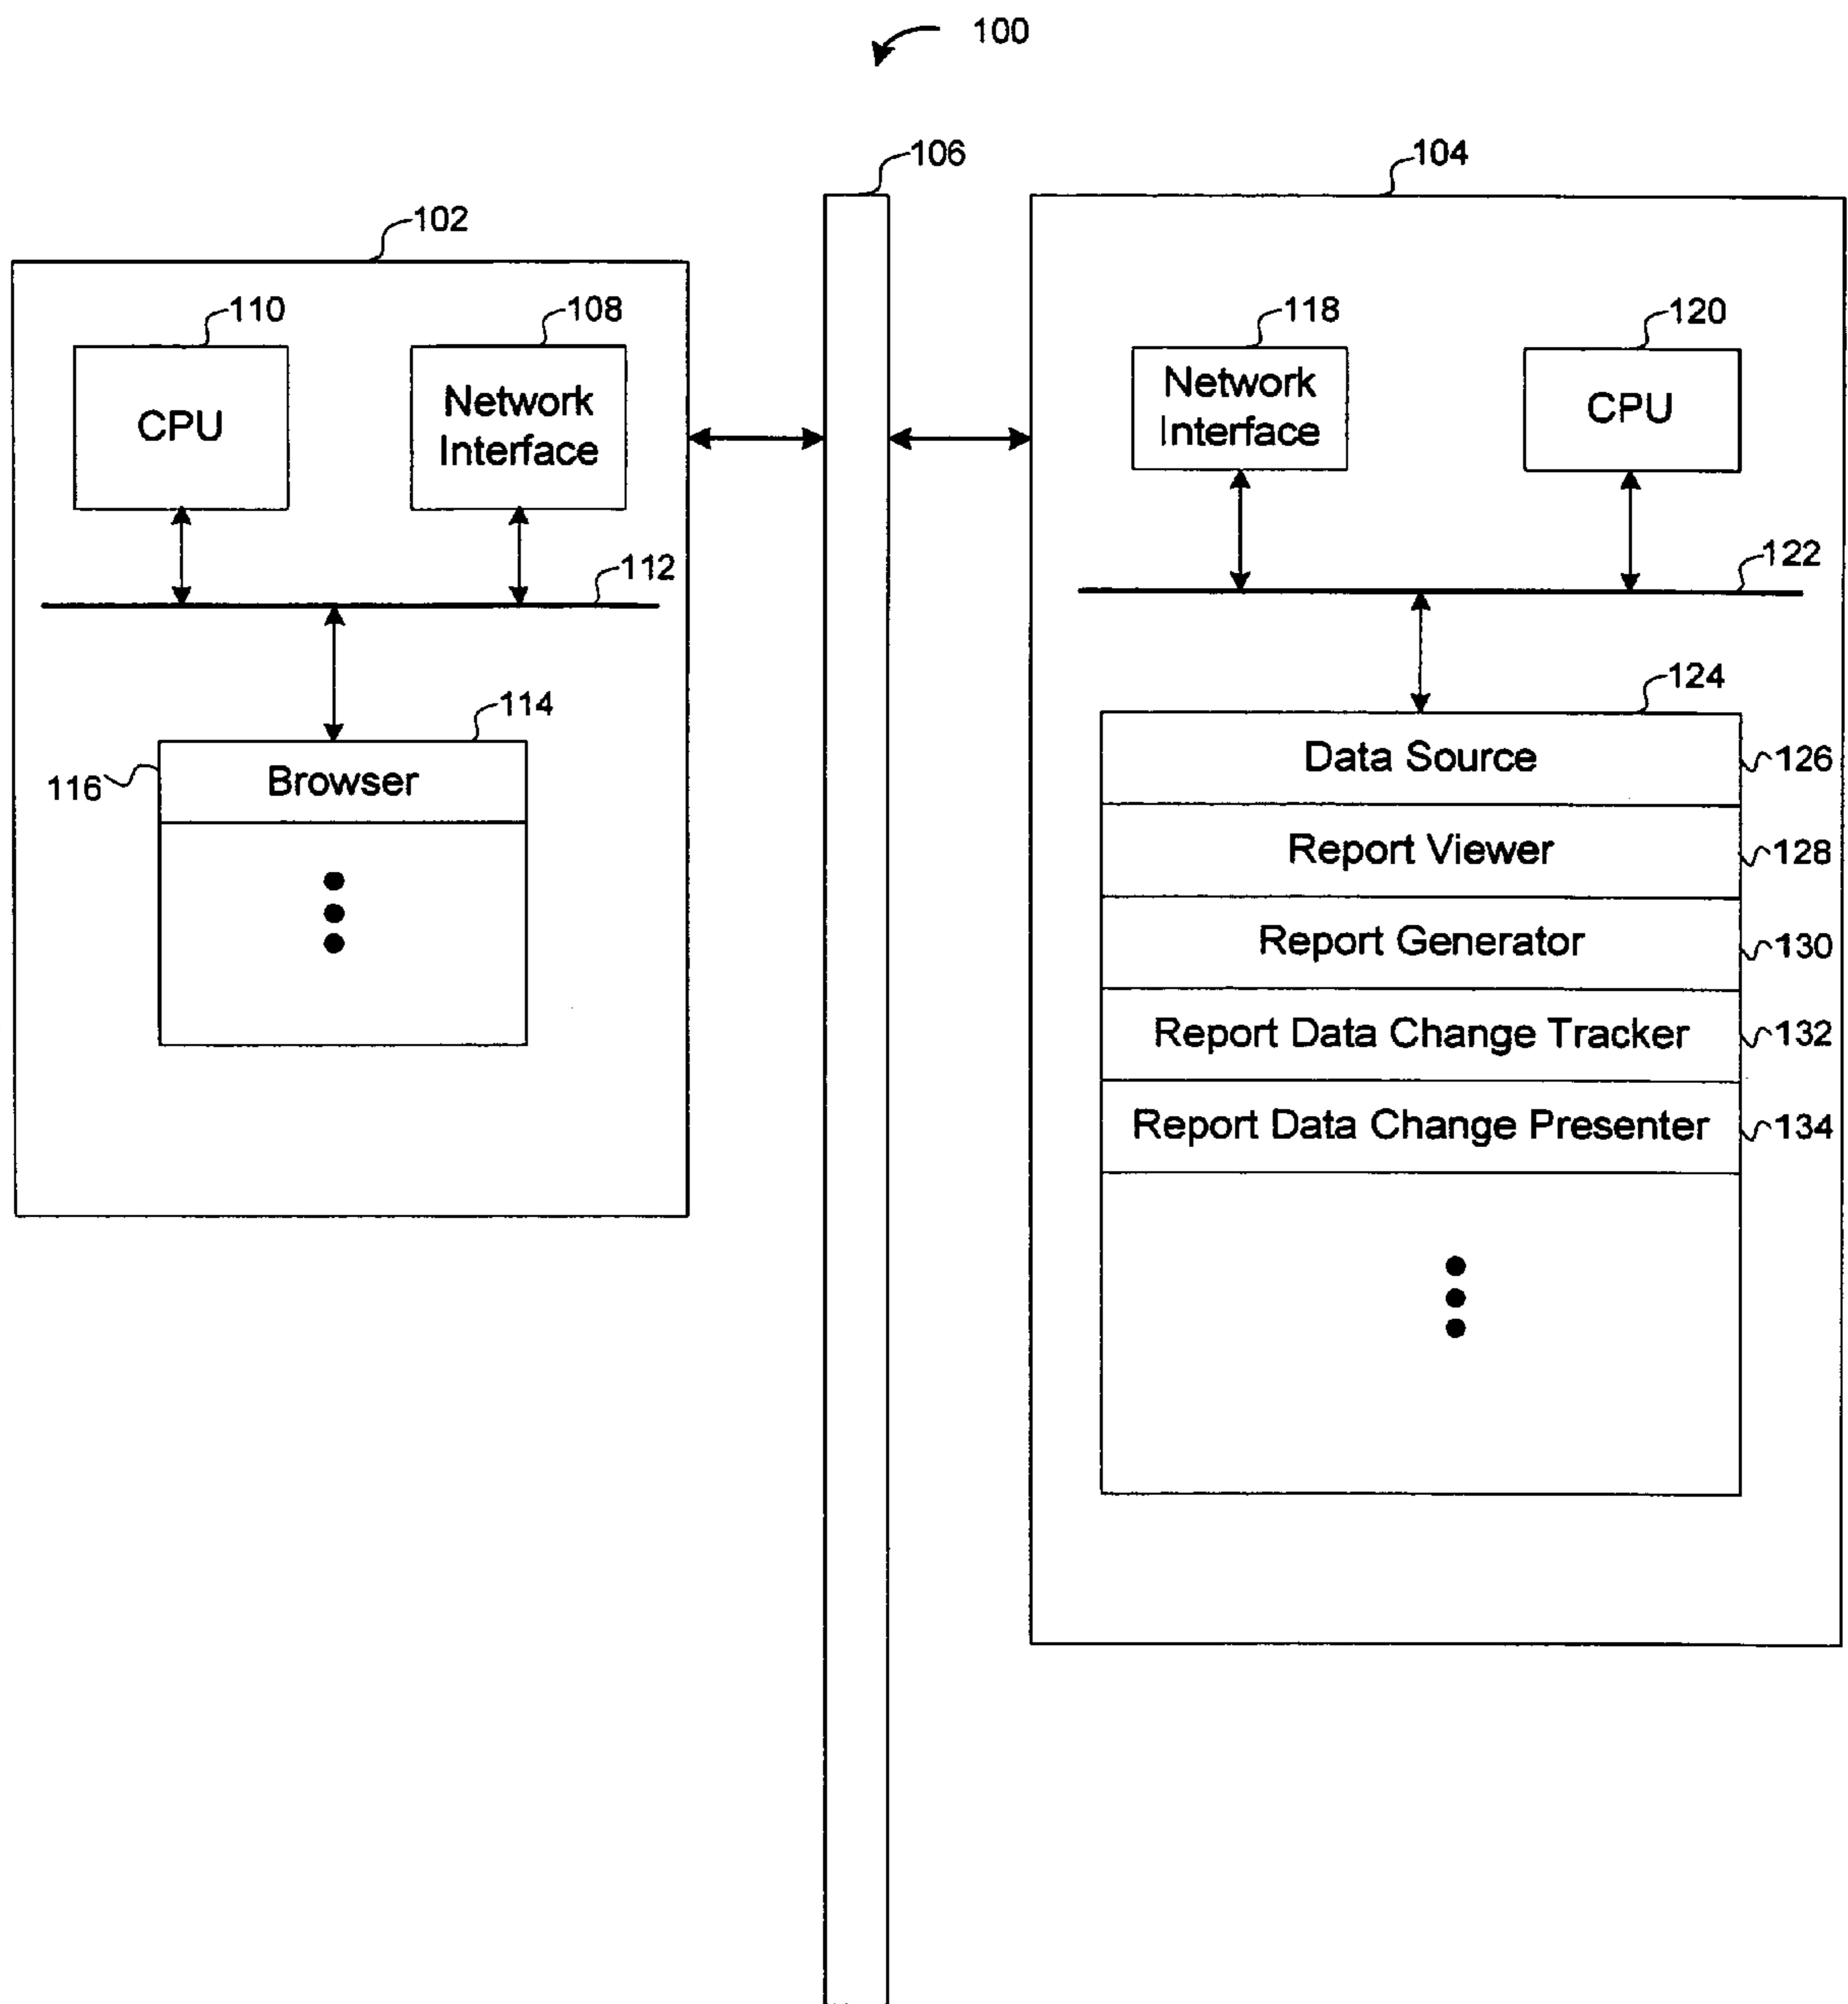 100
106
104
102
110
108
118
120
CPU
Network
Interface
Network
Interface
CPU
112
122
114
124
116
Browser
Data Source
126
Report Viewer
128
Report Generator
130
Report Data Change Tracker
132
Report Data Change Presenter
134